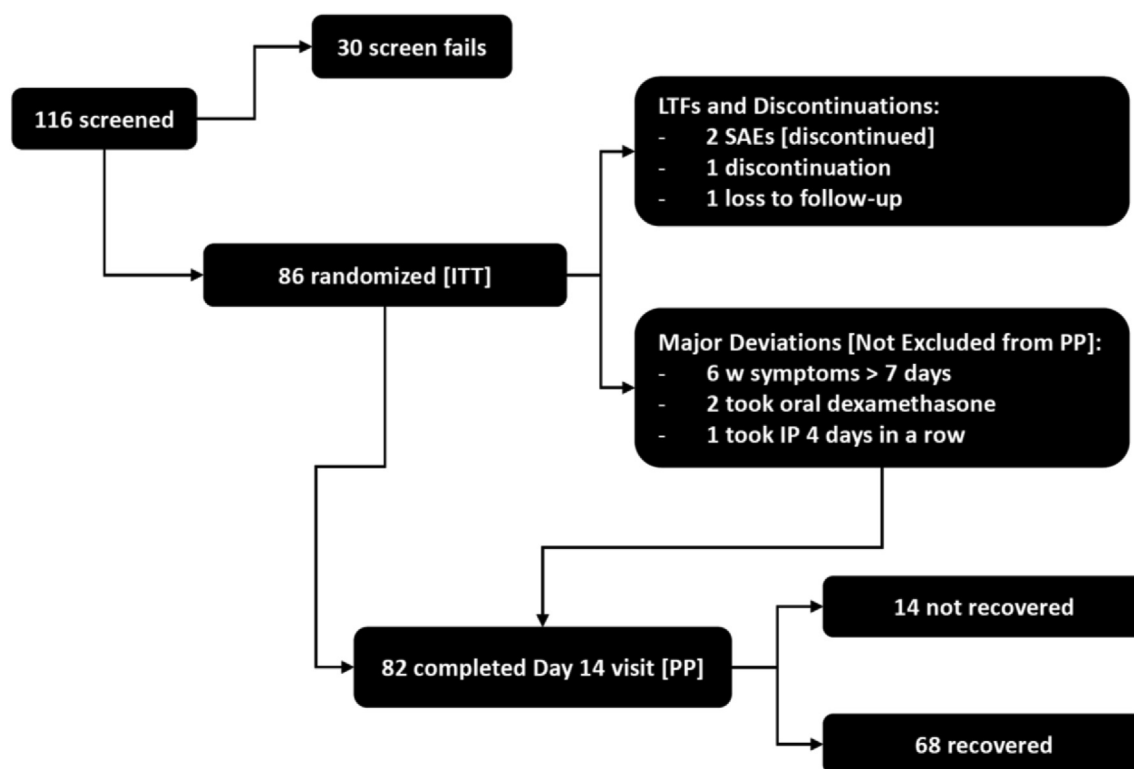 30 screen fails
116 screened
LTFs and Discontinuations:
- 2 SAEs [discontinued]
- 1 discontinuation
- 1 loss to follow-up
86 randomized [ITT]
Major Deviations [Not Excluded from PP]:
- 6 w symptoms > 7 days
- 2 took oral dexamethasone
- 1 took IP 4 days in a row
14 not recovered
82 completed Day 14 visit [PP]
68 recovered